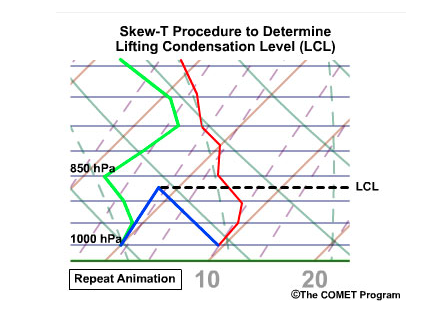 Skew-T Procedure to Determine
Lifting Condensation Level (LCL)
850 hPa
LCL
1000 hPa
Repeat Animation 10 20
©The COMET Program